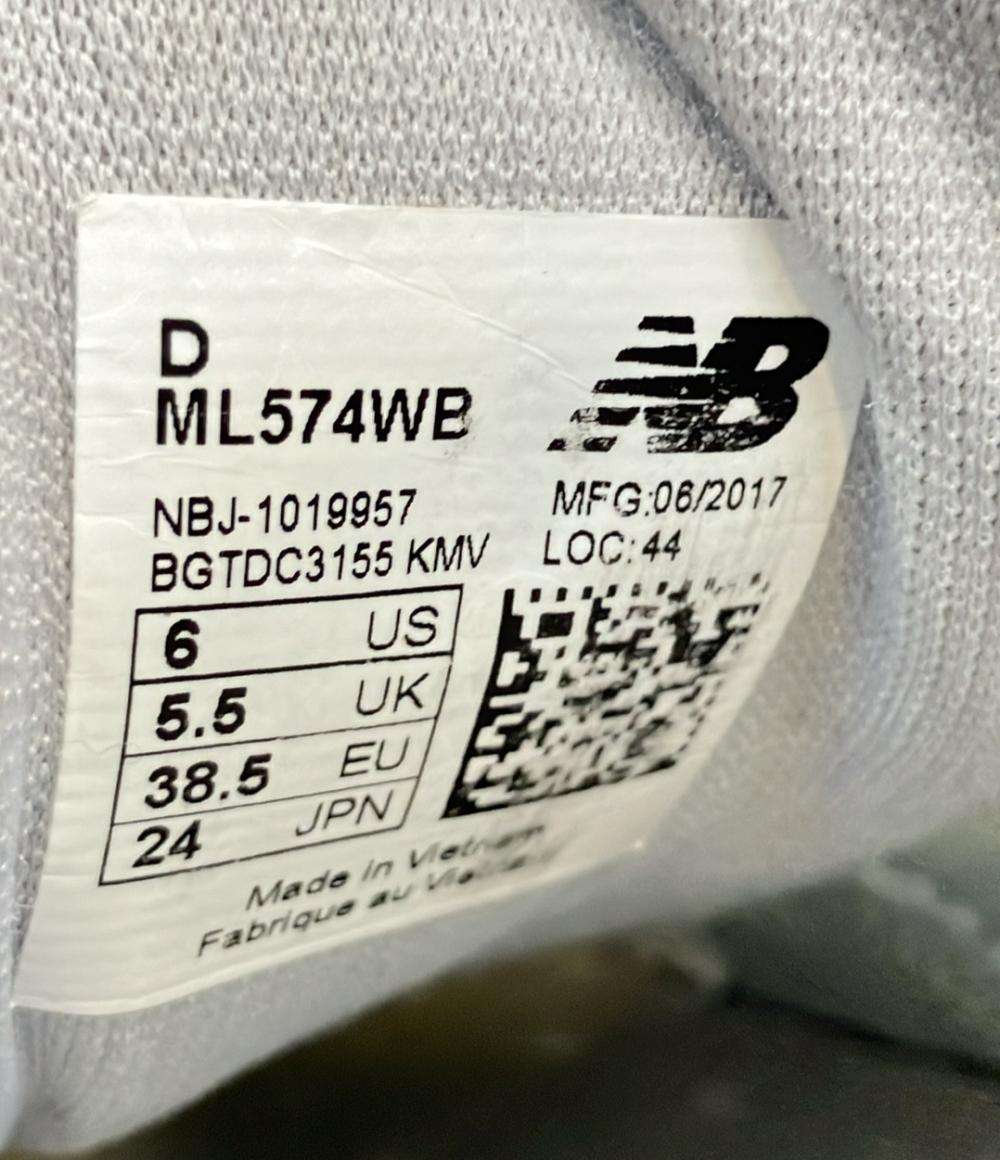 D
ML574WB
NB
NBJ-1019957
MFG:06/2017
BGTDC3155 KMV
LOC:44
6 US
5.5 UK
38.5 EU
24 JPN
Made in Vietnam
Fabrique au